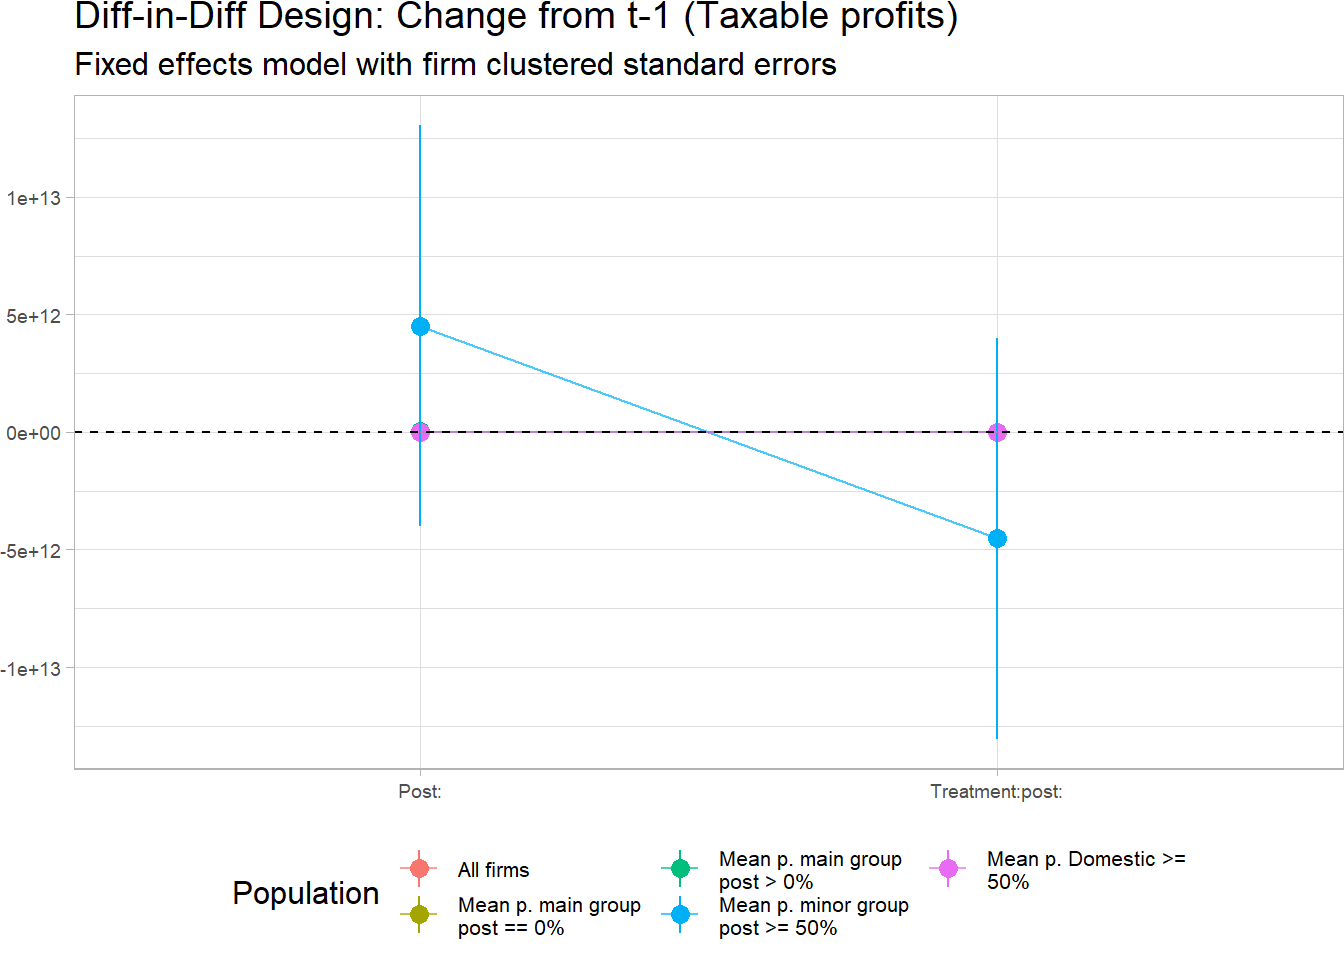 Diff-in-Diff Design: Change from t-1 (Taxable profits)
Fixed effects model with firm clustered standard errors
1e+13
5e+12
0e+00
-5e+12
-1e+13
Post:
Treatment:post:
Population
All firms
Mean p. main group
post == 0%
Mean p. main group
post > 0%
Mean p. minor group
post >= 50%
Mean p. Domestic >=
50%